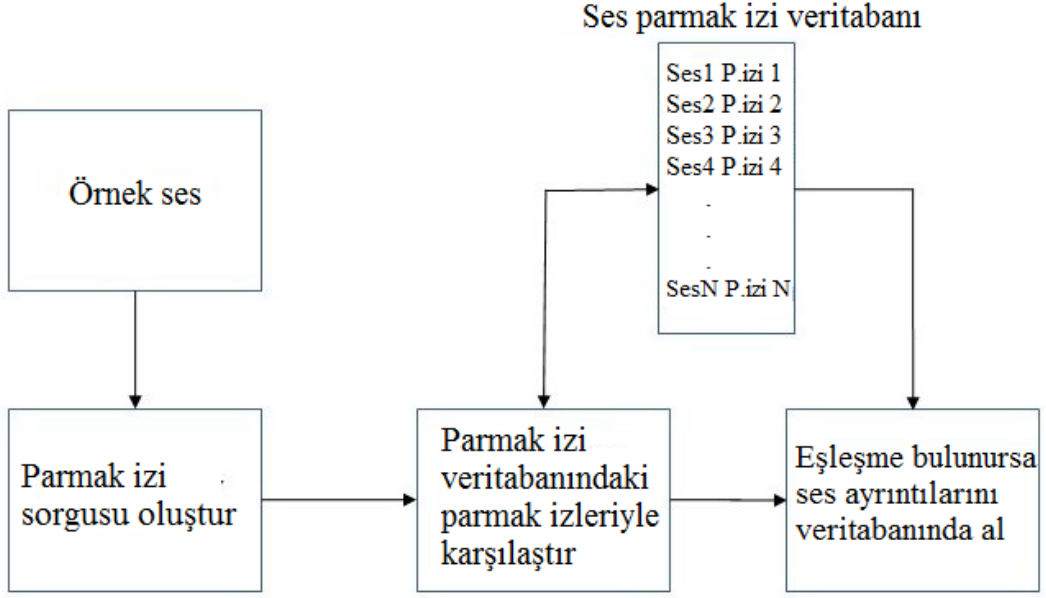 Ses parmak izi veritabanı
Ses1 P.izi 1
Ses2 P.izi 2
Ses3 P.izi 3
Ses4 P.izi 4
.
.
.
SesN P.izi N
Örnek ses
Parmak izi
sorgusu oluştur
Parmak izi
veritabanındaki
parmak izleriyle
karşılaştır
Eşleşme bulunursa
ses ayrıntılarını
veritabanında al